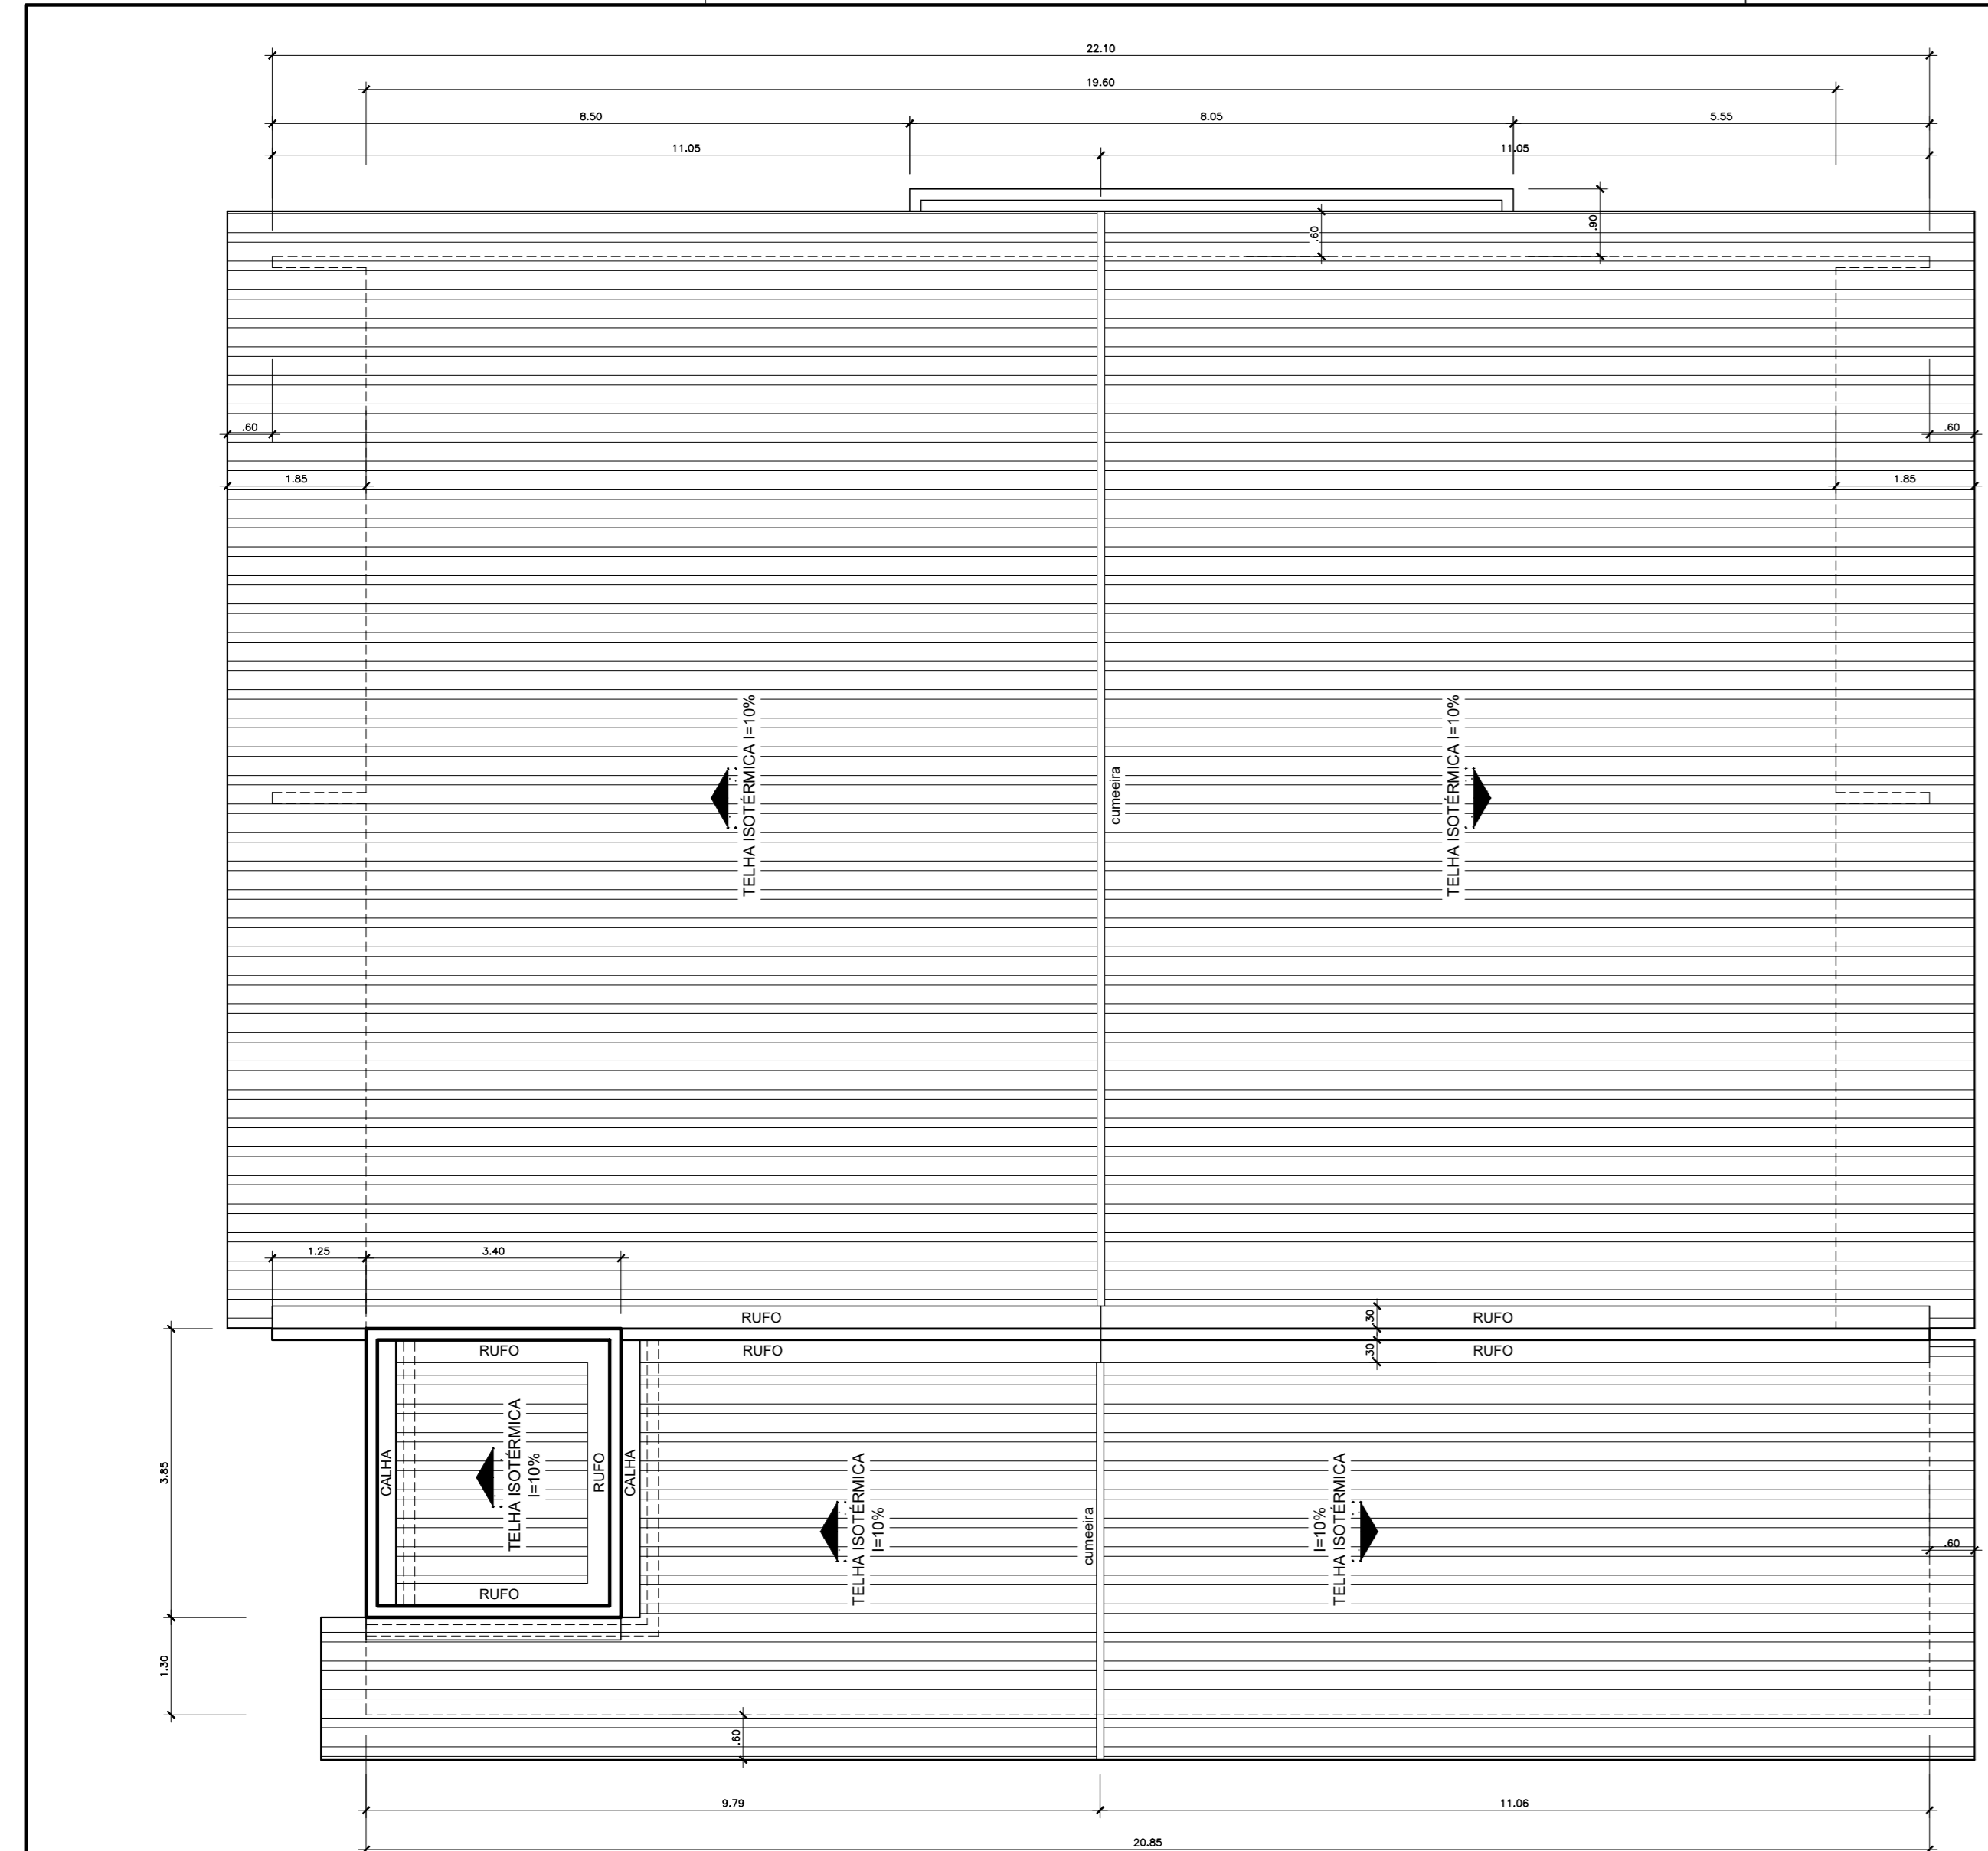 22.10
19.60
8.50
8.05
5.55
11.05
11.05
.90
.60
.60
.60
1.85
1.85
TELHA ISOTÉRMICA I=10%
cumeeira
TELHA ISOTÉRMICA I=10%
1.25
3.40
RUFO
.30
RUFO
RUFO
RUFO
.30
RUFO
3.85
CALHA
TELHA ISOTÉRMICA
I=10%
RUFO
CALHA
TELHA ISOTÉRMICA
I=10%
cumeeira
I=10%
TELHA ISOTÉRMICA
.60
RUFO
1.30
.60
9.79
11.06
20.85